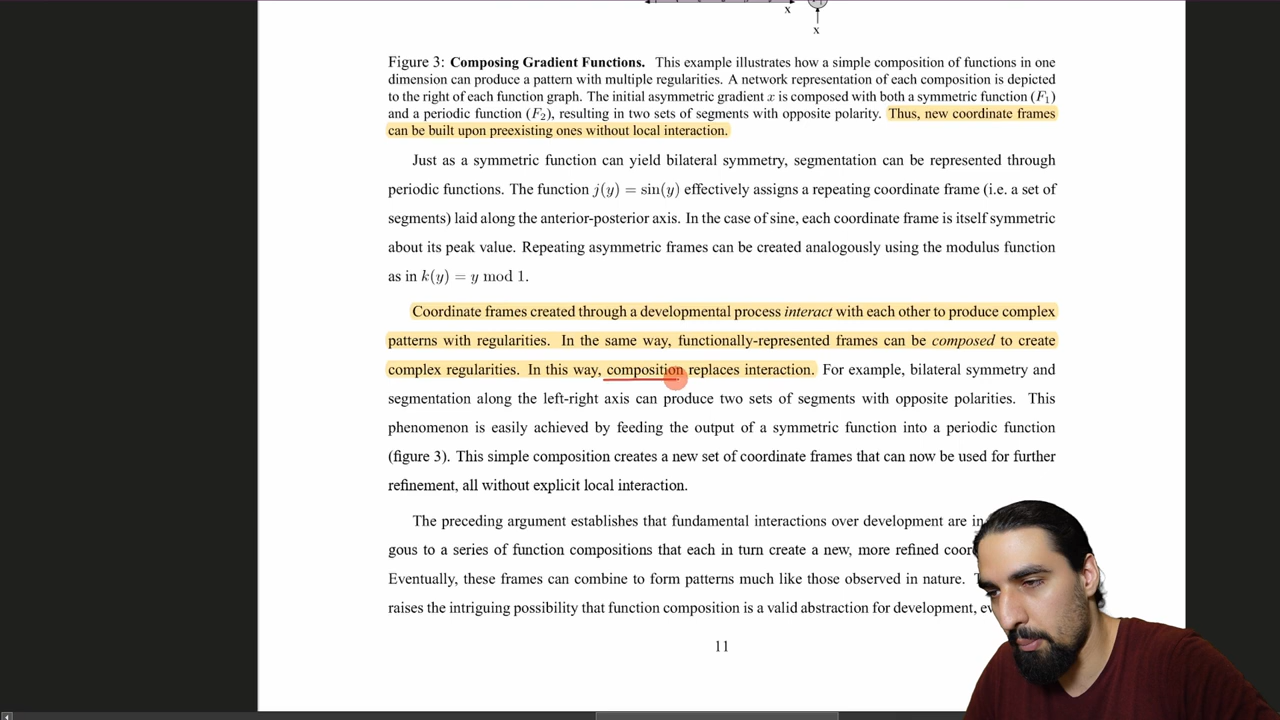 x
x
Figure 3: Composing Gradient Functions. This example illustrates how a simple composition of functions in one
dimension can produce a pattern with multiple regularities. A network representation of each composition is depicted
to the right of each function graph. The initial asymmetric gradient x is composed with both a symmetric function (F₁)
and a periodic function (F₂), resulting in two sets of segments with opposite polarity. Thus, new coordinate frames
can be built upon preexisting ones without local interaction.
Just as a symmetric function can yield bilateral symmetry, segmentation can be represented through
periodic functions. The function j(y) = sin(y) effectively assigns a repeating coordinate frame (i.e. a set of
segments) laid along the anterior-posterior axis. In the case of sine, each coordinate frame is itself symmetric
about its peak value. Repeating asymmetric frames can be created analogously using the modulus function
as in k(y) = y mod 1.
Coordinate frames created through a developmental process interact with each other to produce complex
patterns with regularities. In the same way, functionally-represented frames can be composed to create
complex regularities. In this way, composition replaces interaction. For example, bilateral symmetry and
segmentation along the left-right axis can produce two sets of segments with opposite polarities. This
phenomenon is easily achieved by feeding the output of a symmetric function into a periodic function
(figure 3). This simple composition creates a new set of coordinate frames that can now be used for further
refinement, all without explicit local interaction.
The preceding argument establishes that fundamental interactions over development are in
gous to a series of function compositions that each in turn create a new, more refined coor
Eventually, these frames can combine to form patterns much like those observed in nature.
raises the intriguing possibility that function composition is a valid abstraction for development, ev
11